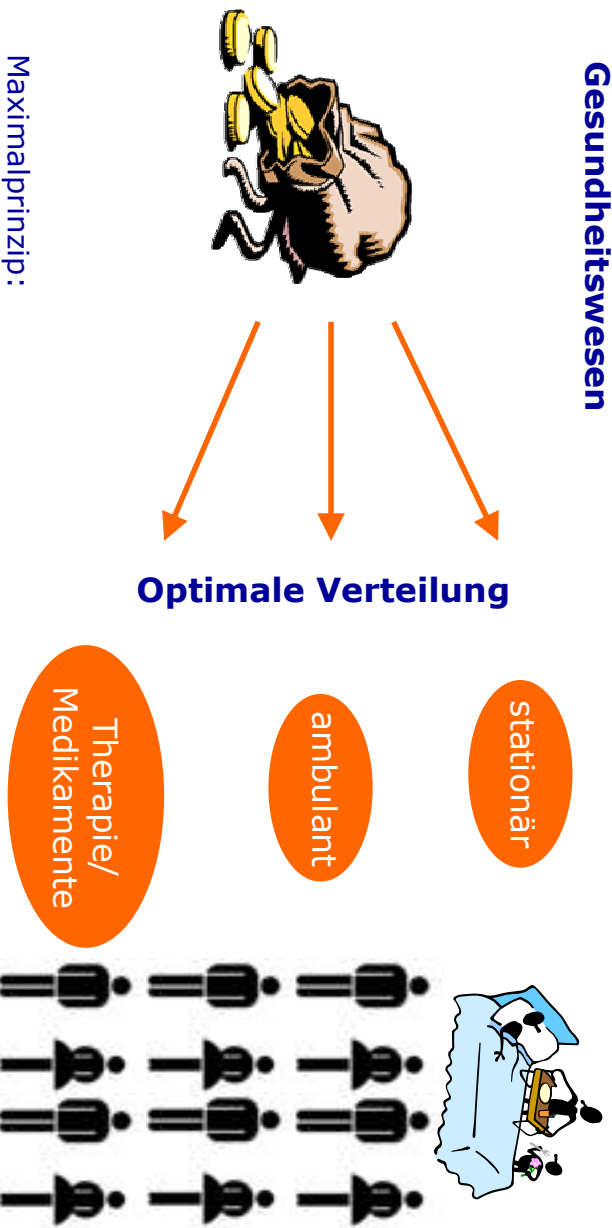 Gesundheitswesen
Optimale Verteilung
stationär
ambulant
Therapie/
Medikamente
Maximalprinzip: